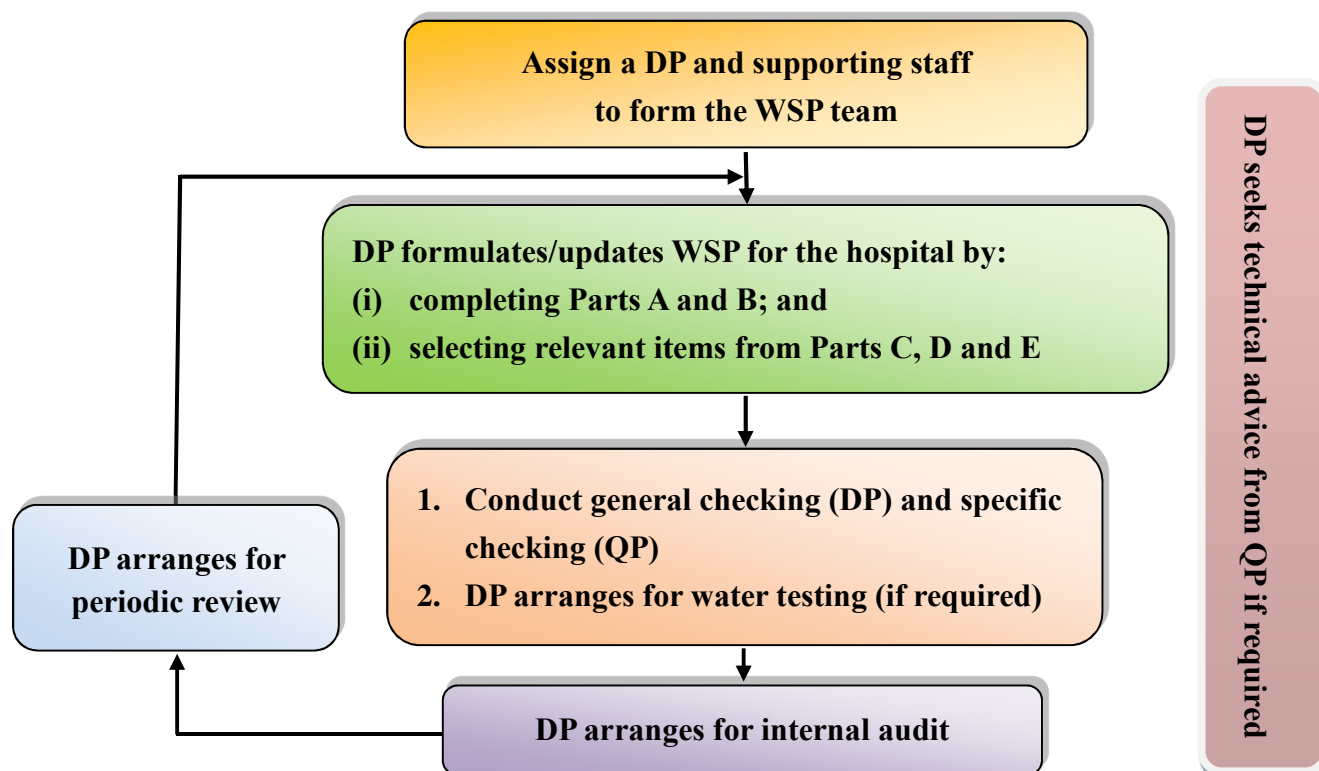 Assign a DP and supporting staff
to form the WSP team
DP formulates/updates WSP for the hospital by:
(i) completing Parts A and B; and
(ii) selecting relevant items from Parts C, D and E
1. Conduct general checking (DP) and specific
checking (QP)
2. DP arranges for water testing (if required)
DP arranges for
periodic review
DP arranges for internal audit
DP seeks technical advice from QP if required